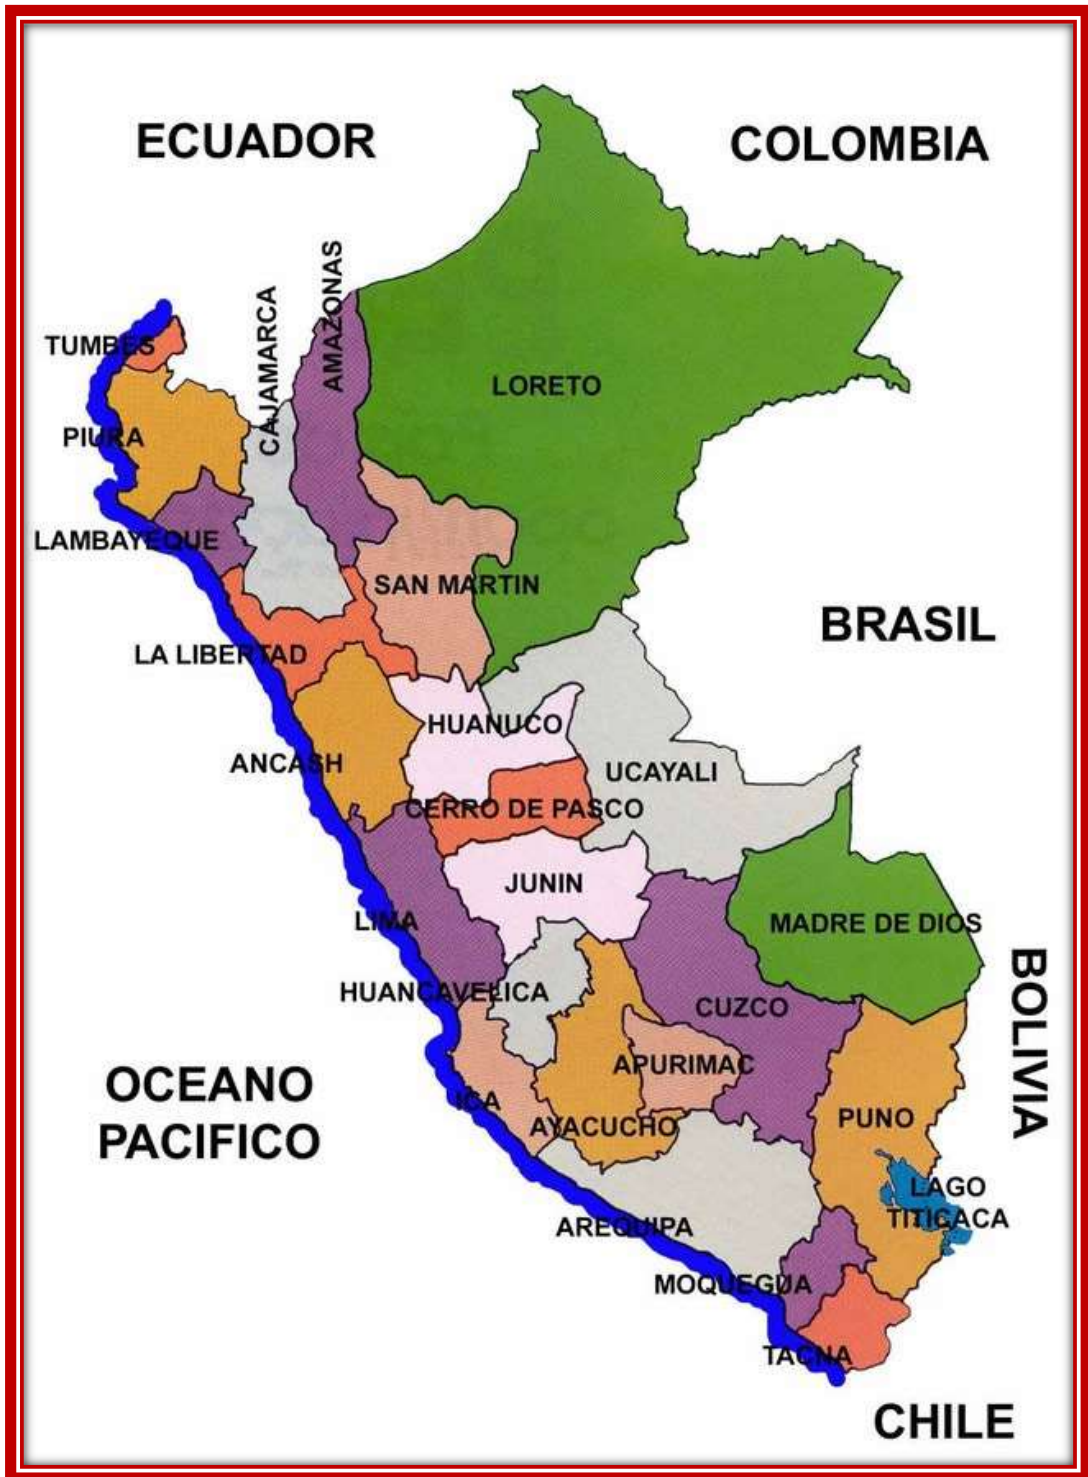 ECUADOR
COLOMBIA
AMAZONAS
CAJAMARCA
TUMBES
LORETO
PIURA
LAMBAYEQUE
SAN MARTIN
BRASIL
LA LIBERTAD
HUANUCO
ANCASH
UCAYALI
CERRO DE PASCO
JUNIN
LIMA
MADRE DE DIOS
HUANCAVELICA
CUZCO
BOLIVIA
APURIMAC
OCEANO
PACIFICO
ICA
AYACUCHO
PUNO
LAGO
TITICACA
AREQUIPA
MOQUEGUA
TACNA
CHILE